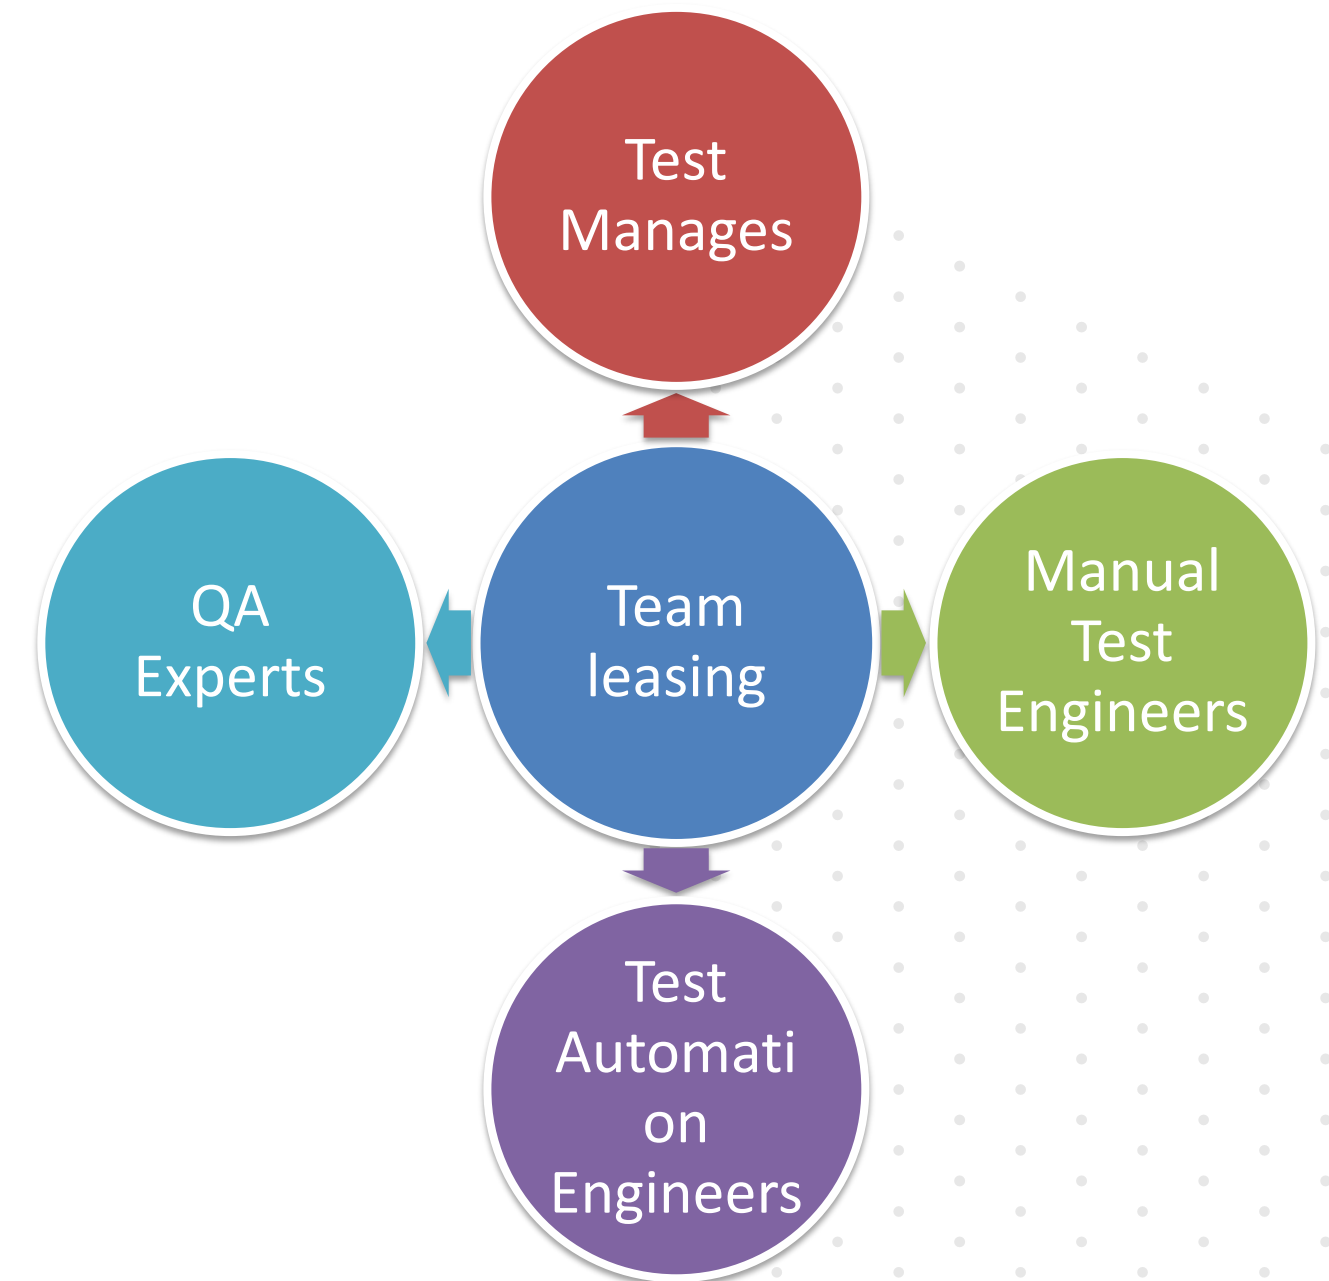 Test
Manages
QA
Experts
Team
leasing
Manual
Test
Engineers
Test
Automati
on
Engineers